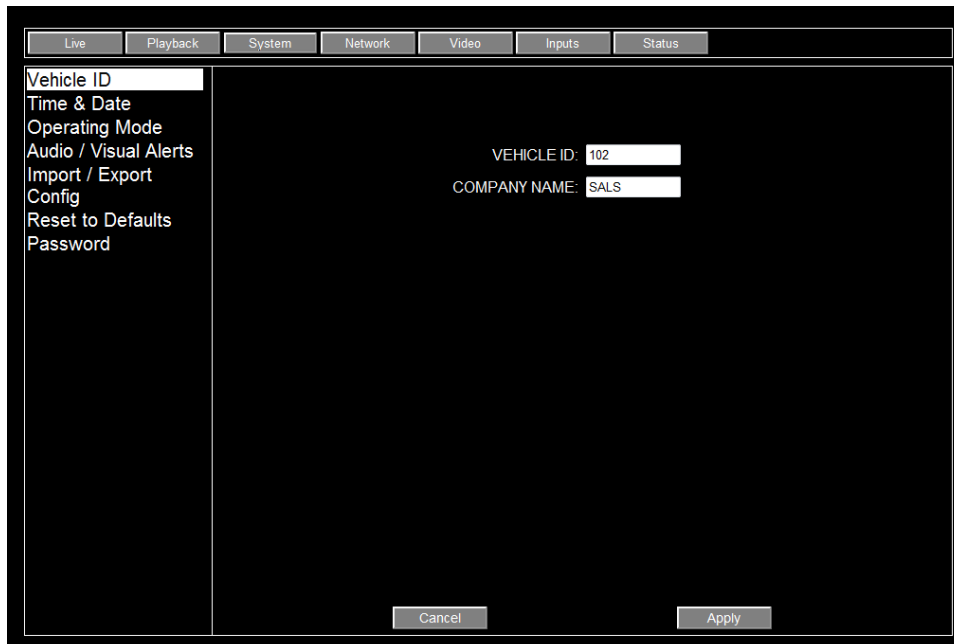 Live Playback System Network Video Inputs Status
Vehicle ID
Time & Date
Operating Mode
Audio / Visual Alerts
Import / Export
Config
Reset to Defaults
Password
VEHICLE ID: 102
COMPANY NAME: SALS
Cancel Apply